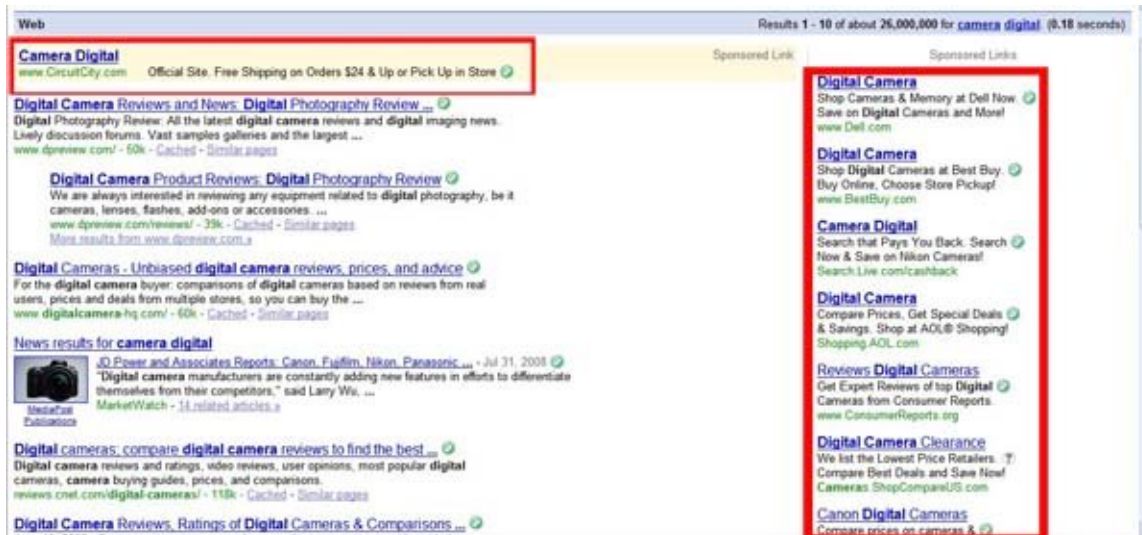 Web
Results 1 - 10 of about 26,000,000 for camera digital. (0.18 seconds)
Camera Digital
www.CircuitCity.com Official Site. Free Shipping on Orders $24 & Up or Pick Up in Store
Sponsored Link
Digital Camera Reviews and News: Digital Photography Review ...
Digital Photography Review: All the latest digital camera reviews and digital imaging news.
Lively discussion forums. Vast samples galleries and the largest ...
www.dpreview.com/ - 50k - Cached - Similar pages
Digital Camera Product Reviews: Digital Photography Review
We are always interested in reviewing any equipment related to digital photography, be it
cameras, lenses, flashes, add-ons or accessories. ...
www.dpreview.com/reviews/ - 39k - Cached - Similar pages
More results from www.dpreview.com »
Digital Cameras - Unbiased digital camera reviews, prices, and advice
For the digital camera buyer: comparisons of digital cameras based on reviews from real
users, prices and deals from multiple stores, so you can buy the ...
www.digitalcamera-hq.com/ - 60k - Cached - Similar pages
News results for camera digital
JD Power and Associates Reports: Canon, Fujifilm, Nikon, Panasonic ... - Jul 31, 2008
"Digital camera manufacturers are constantly adding new features in efforts to differentiate
themselves from their competitors," said Larry Wu, ...
MarketWatch - 14 related articles »
MediaPost
Publications
Digital cameras: compare digital camera reviews to find the best ...
Digital camera reviews and ratings, video reviews, user opinions, most popular digital
cameras, camera buying guides, prices, and comparisons.
reviews.cnet.com/digital-cameras/ - 118k - Cached - Similar pages
Digital Camera Reviews, Ratings of Digital Cameras & Comparisons ...
Sponsored Links
Digital Camera
Shop Cameras & Memory at Dell Now.
Save on Digital Cameras and More!
www.Dell.com
Digital Camera
Shop Digital Cameras at Best Buy.
Buy Online, Choose Store Pickup!
www.BestBuy.com
Camera Digital
Search that Pays You Back. Search
Now & Save on Nikon Cameras!
Search.Live.com/cashback
Digital Camera
Compare Prices, Get Special Deals
& Savings. Shop at AOL® Shopping!
Shopping.AOL.com
Reviews Digital Cameras
Get Expert Reviews of top Digital
Cameras from Consumer Reports.
www.ConsumerReports.org
Digital Camera Clearance
We list the Lowest Price Retailers. ?
Compare Best Deals and Save Now!
Cameras.ShopCompareUS.com
Canon Digital Cameras
Compare prices on cameras &